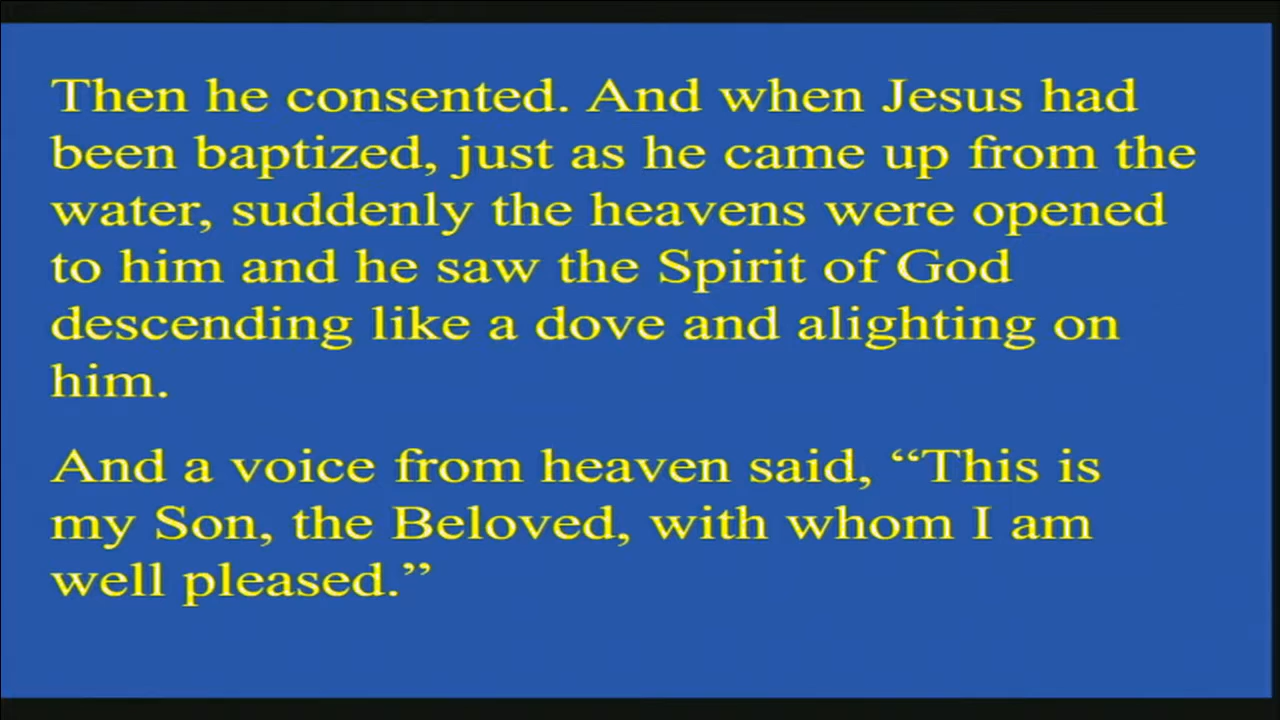 Then he consented. And when Jesus had
been baptized, just as he came up from the
water, suddenly the heavens were opened
to him and he saw the Spirit of God
descending like a dove and alighting on
him.
And a voice from heaven said, “This is
my Son, the Beloved, with whom I am
well pleased.”